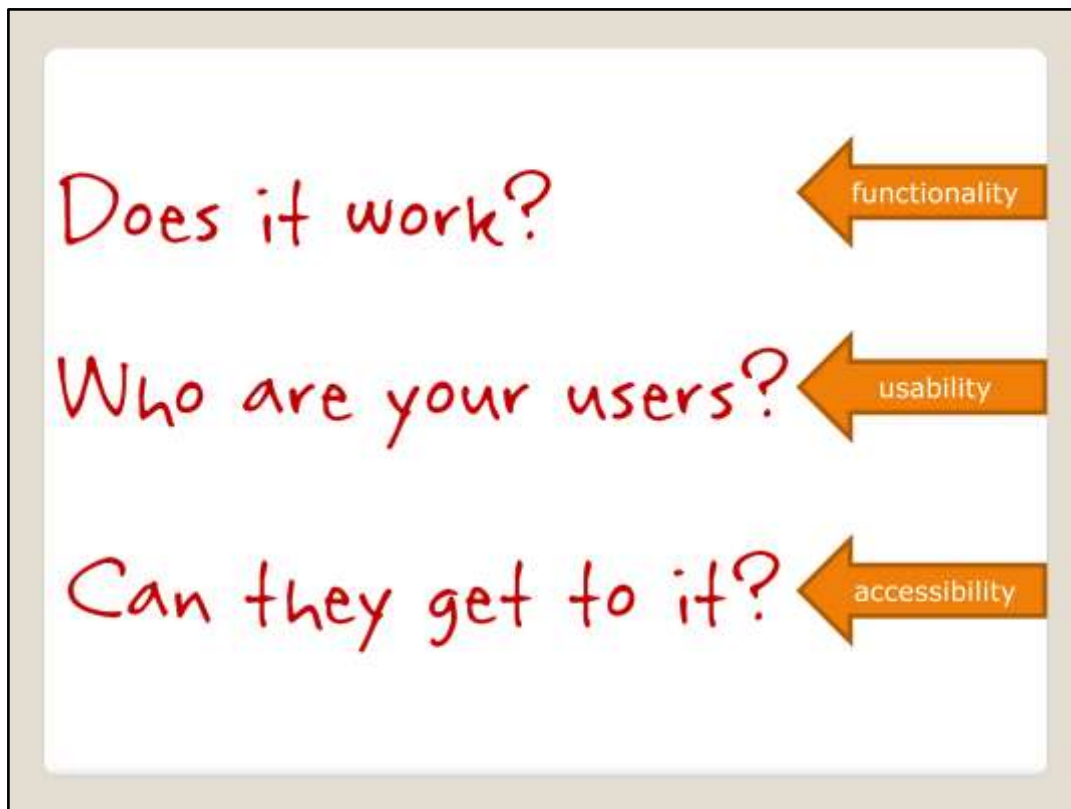 Does it work?
functionality
Who are your users?
usability
Can they get to it?
accessibility